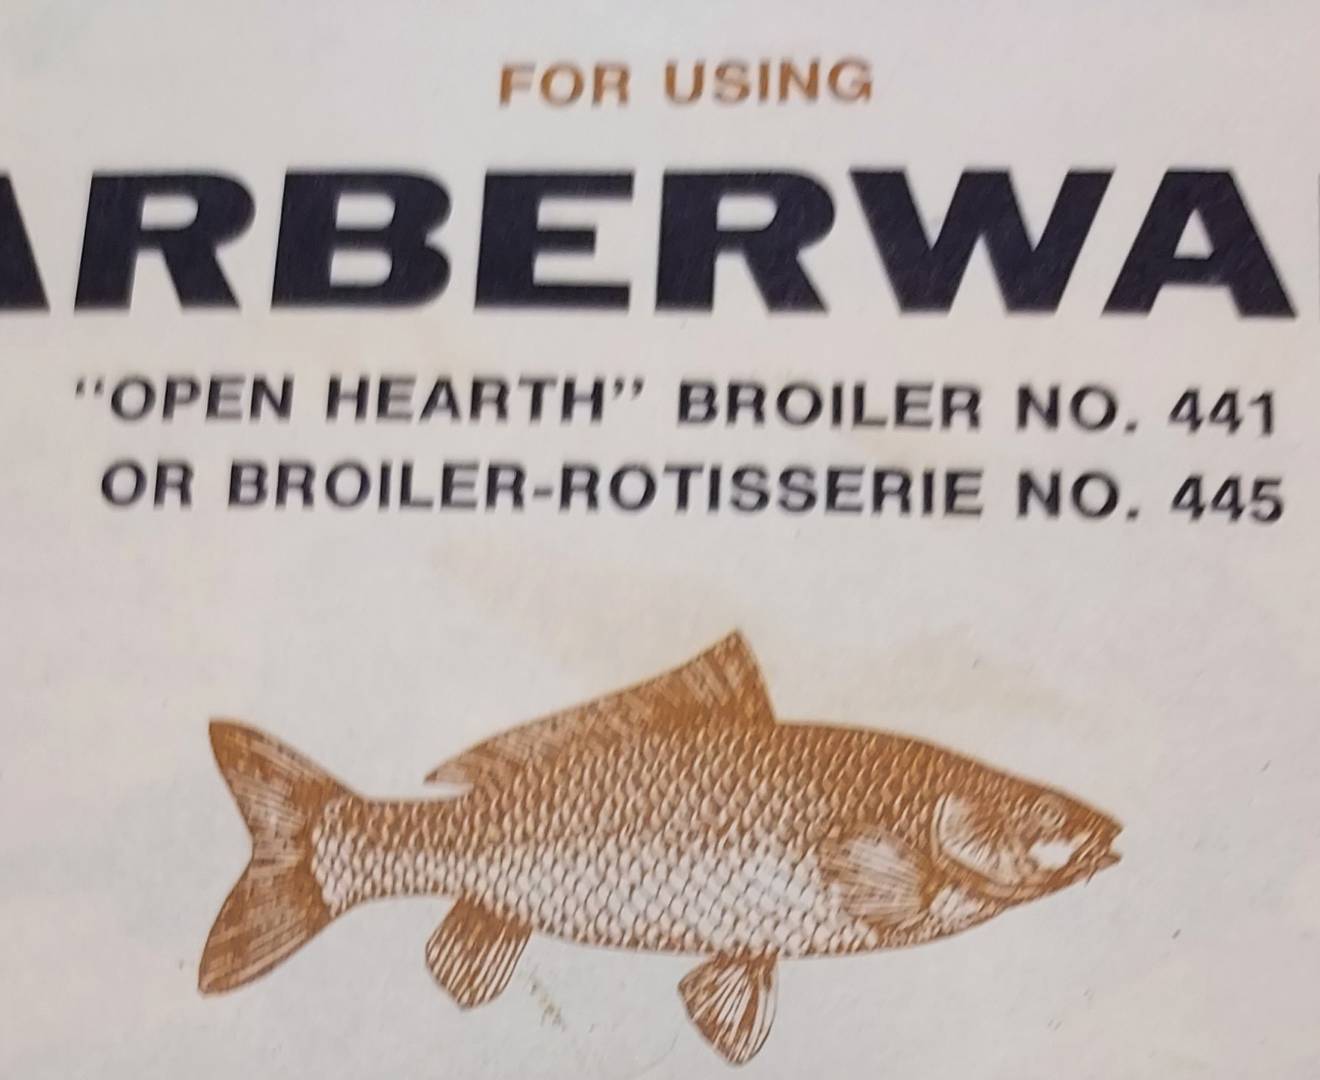 FOR USING
ARBERWA
“OPEN HEARTH” BROILER NO. 441
OR BROILER-ROTISSERIE NO. 445